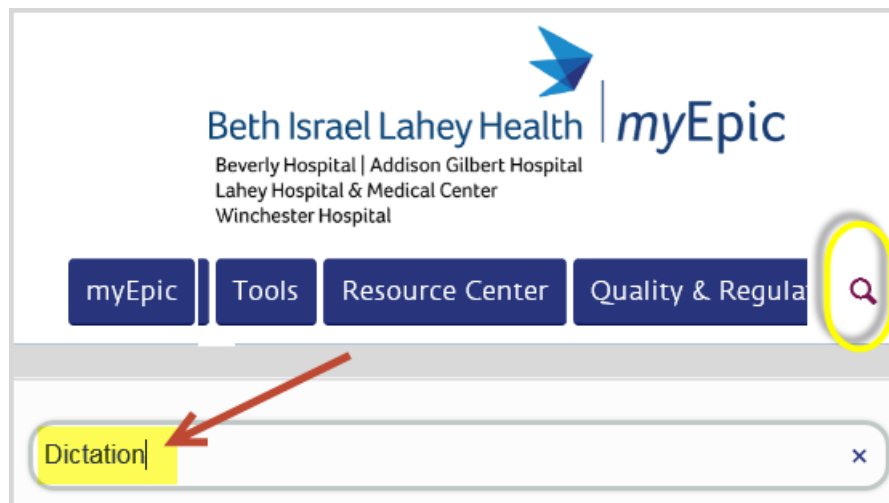 Beth Israel Lahey Health myEpic
Beverly Hospital | Addison Gilbert Hospital
Lahey Hospital & Medical Center
Winchester Hospital
myEpic Tools Resource Center Quality & Regulat
Dictation ×